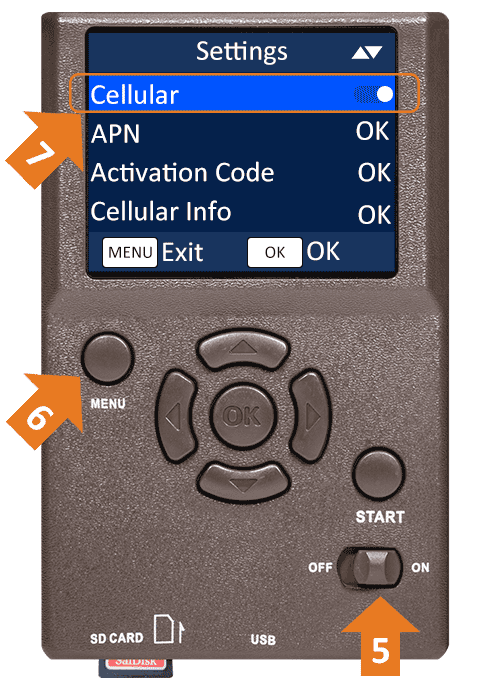 Settings
Cellular
7
APN OK
Activation Code OK
Cellular Info OK
MENU Exit OK OK
MENU
6
OK
START
OFF ON
5
SD CARD USB
SanDisk